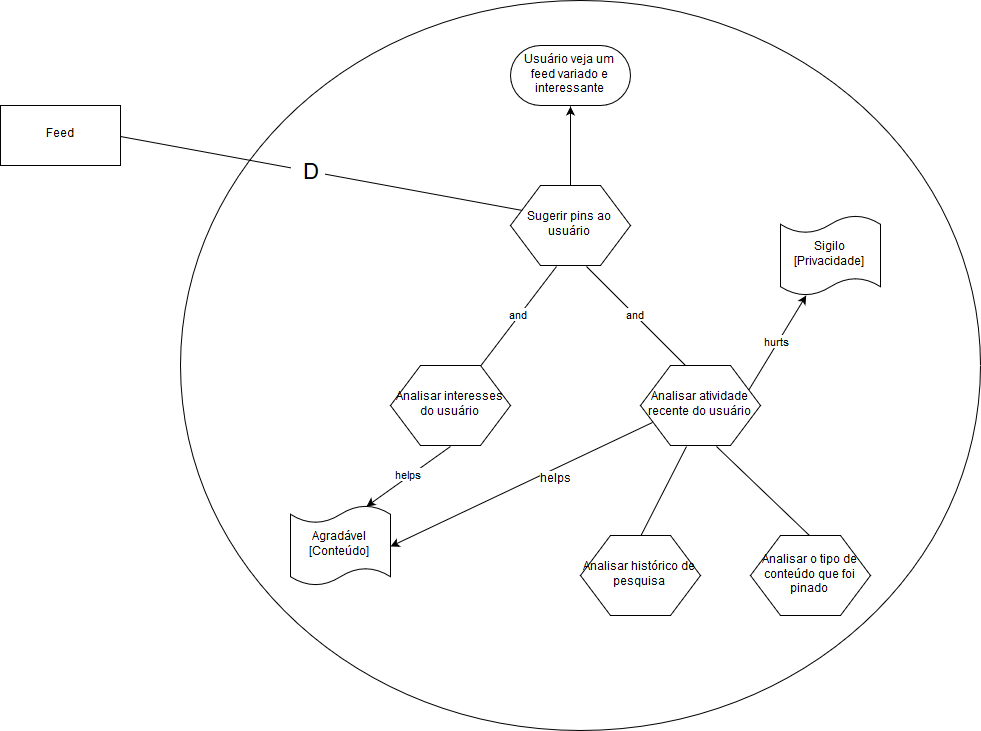 Usuário veja um
feed variado e
interessante
Feed
D
Sugerir pins ao
usuário
Sigilo
[Privacidade]
and
and
hurts
Analisar interesses
do usuário
Analisar atividade
recente do usuário
helps
helps
Agradável
[Conteúdo]
Analisar histórico de
pesquisa
Analisar o tipo de
conteúdo que foi
pinado